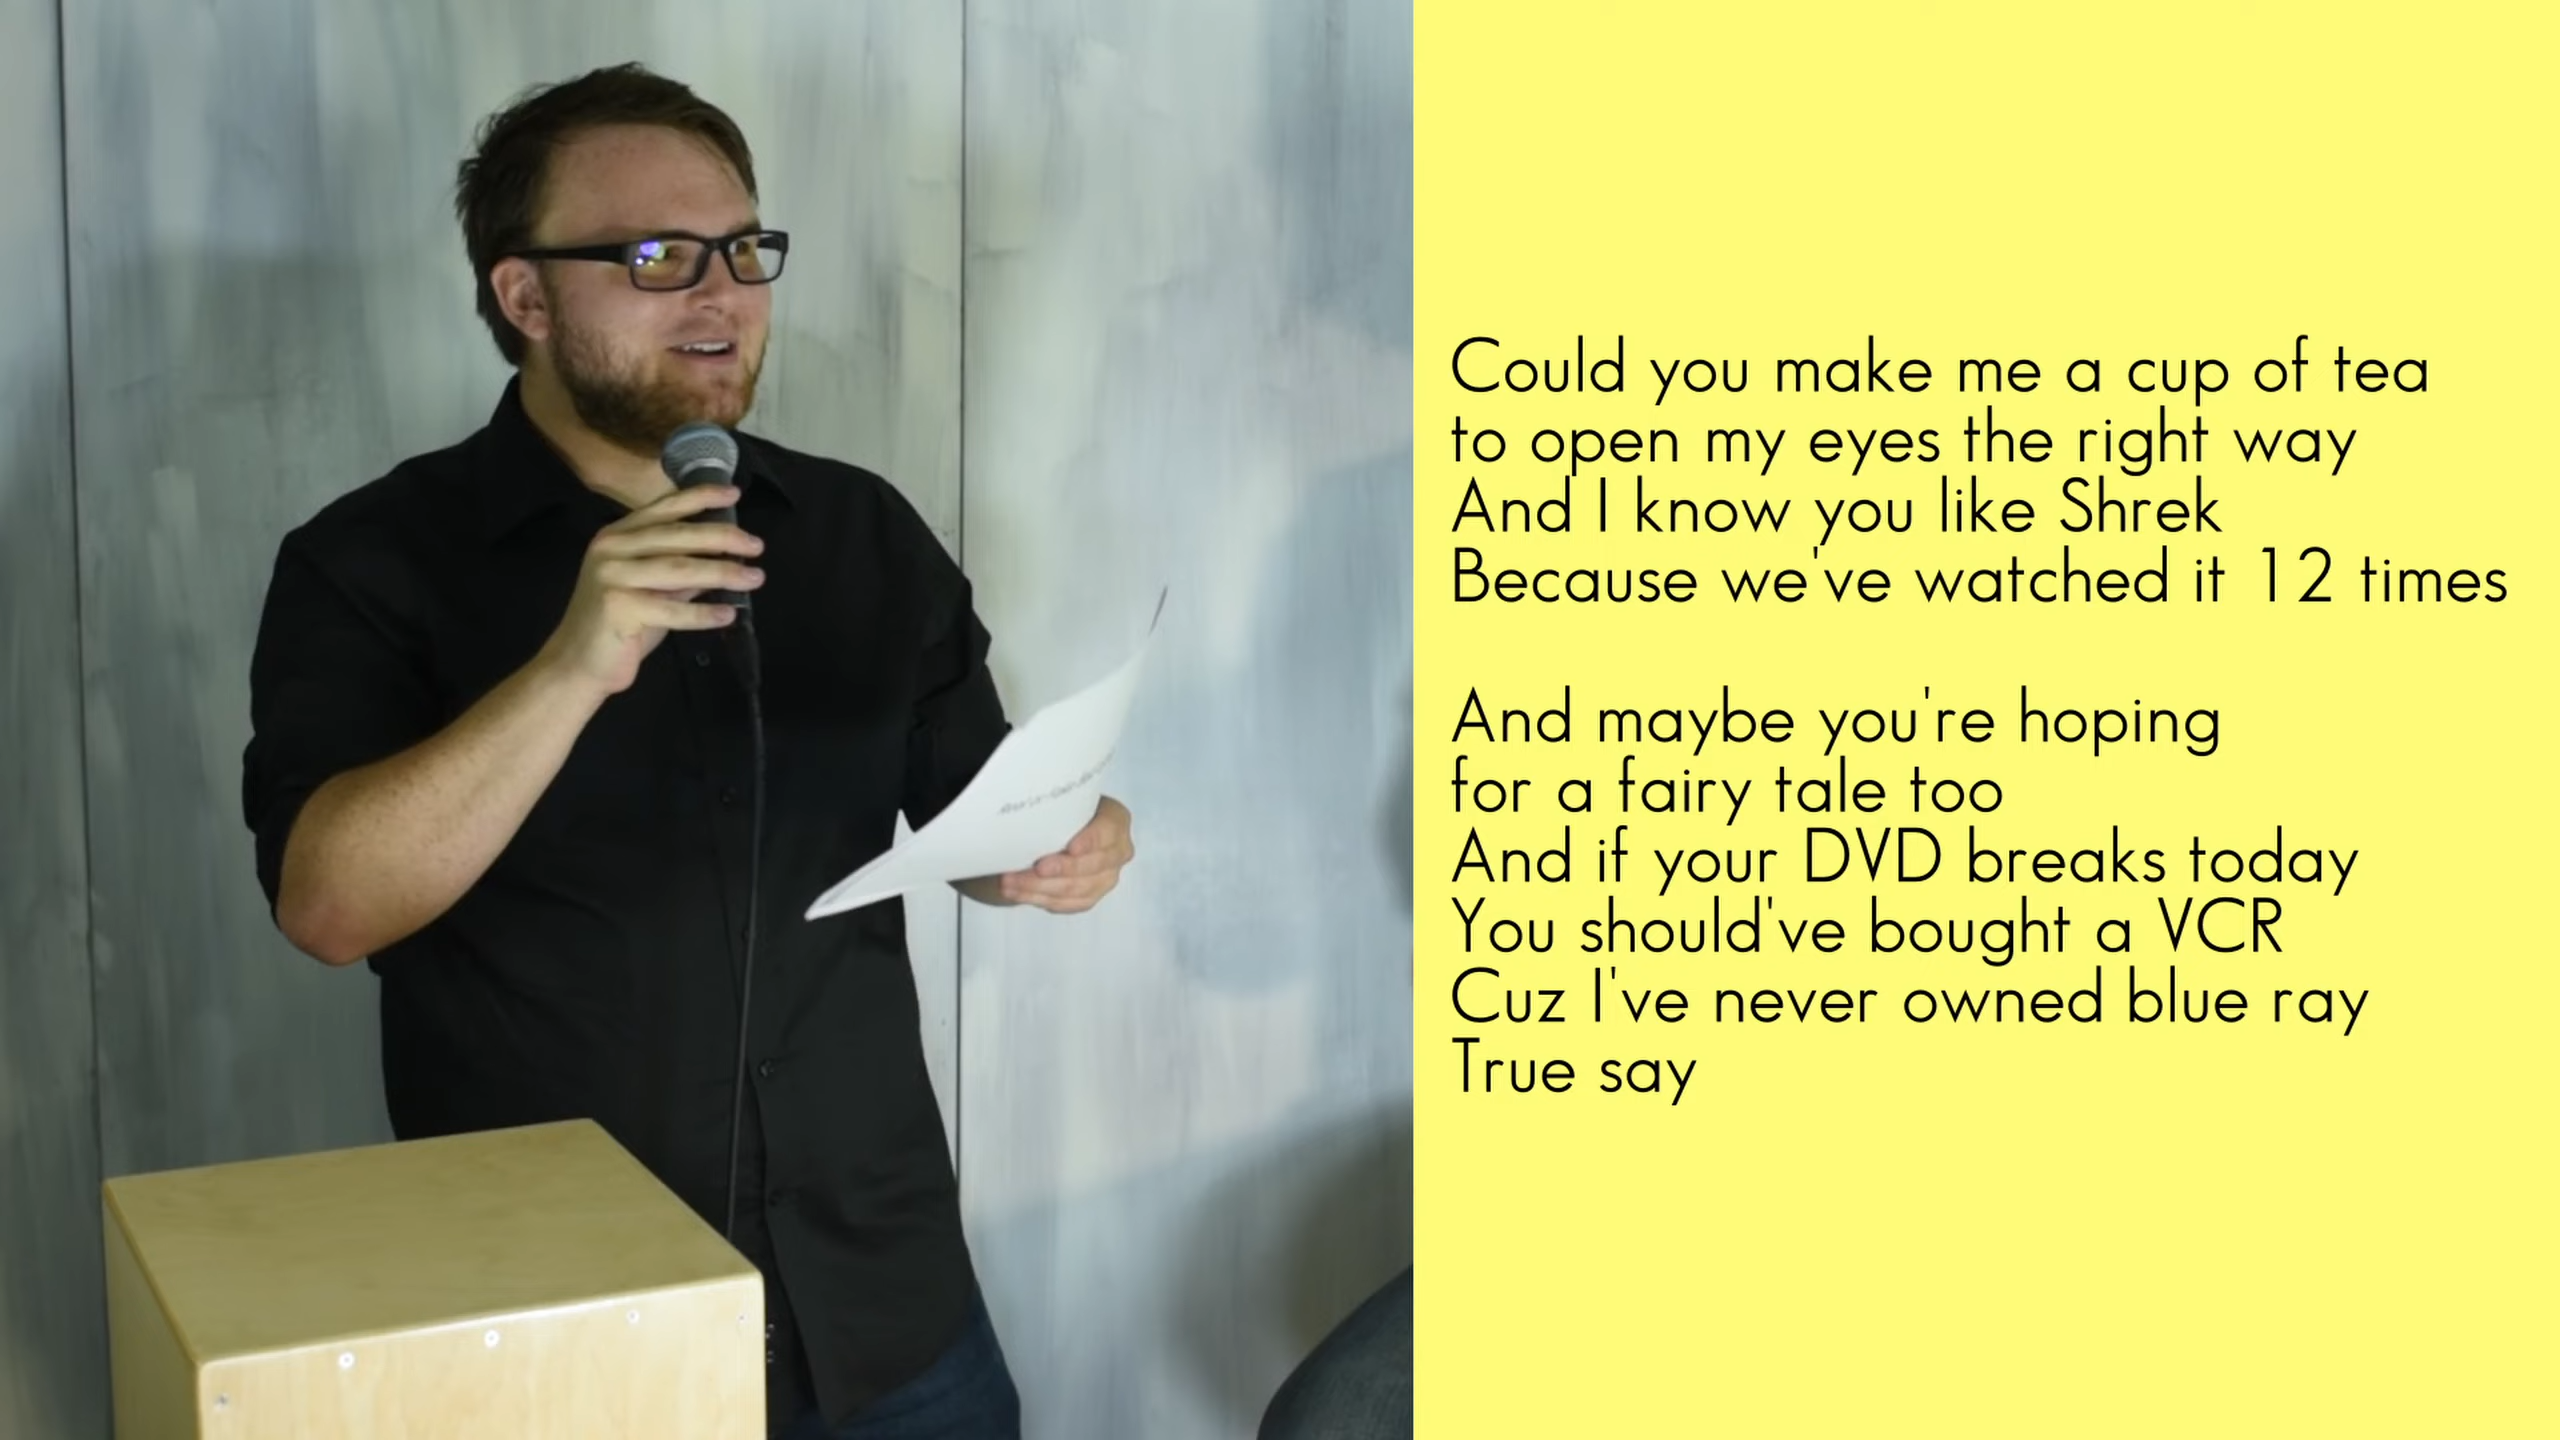 Could you make me a cup of tea
to open my eyes the right way
And I know you like Shrek
Because we've watched it 12 times
And maybe you're hoping
for a fairy tale too
And if your DVD breaks today
You should've bought a VCR
Cuz I've never owned blue ray
True say